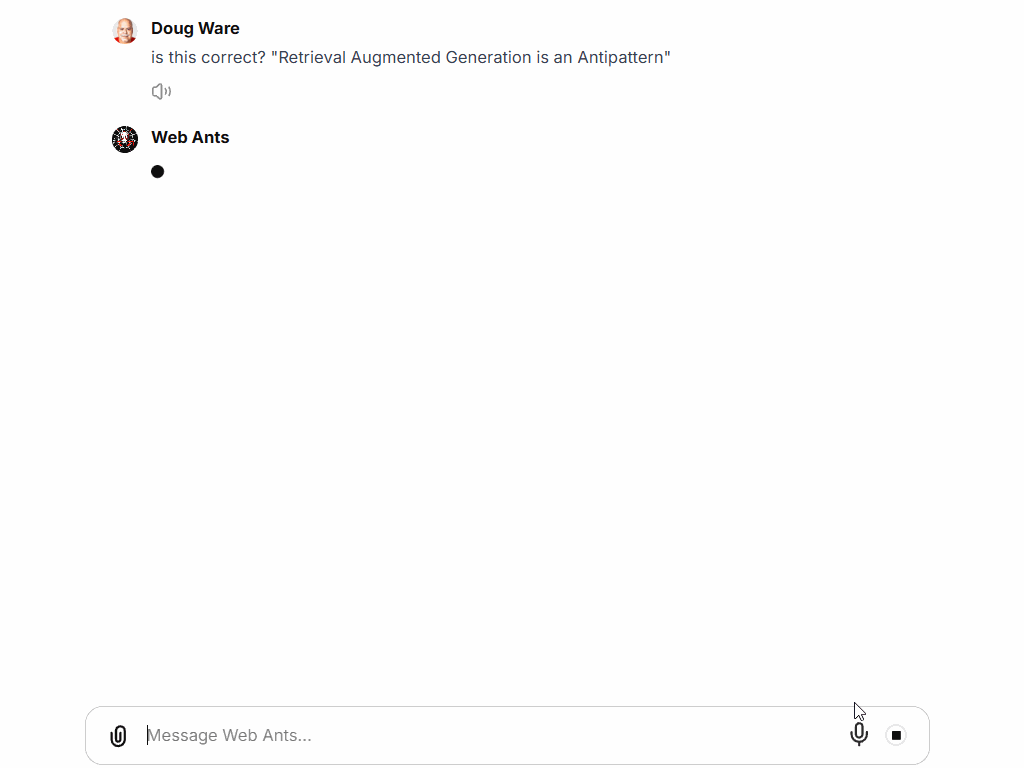 Doug Ware
is this correct? "Retrieval Augmented Generation is an Antipattern"
Web Ants
Message Web Ants...